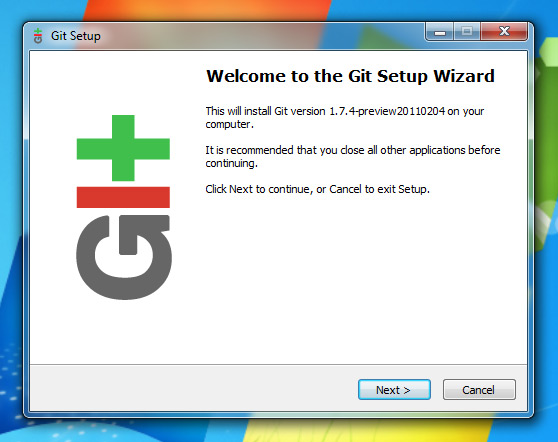 Git Setup
Welcome to the Git Setup Wizard
This will install Git version 1.7.4-preview20110204 on your
computer.
It is recommended that you close all other applications before
continuing.
Click Next to continue, or Cancel to exit Setup.
GIt
Next >
Cancel